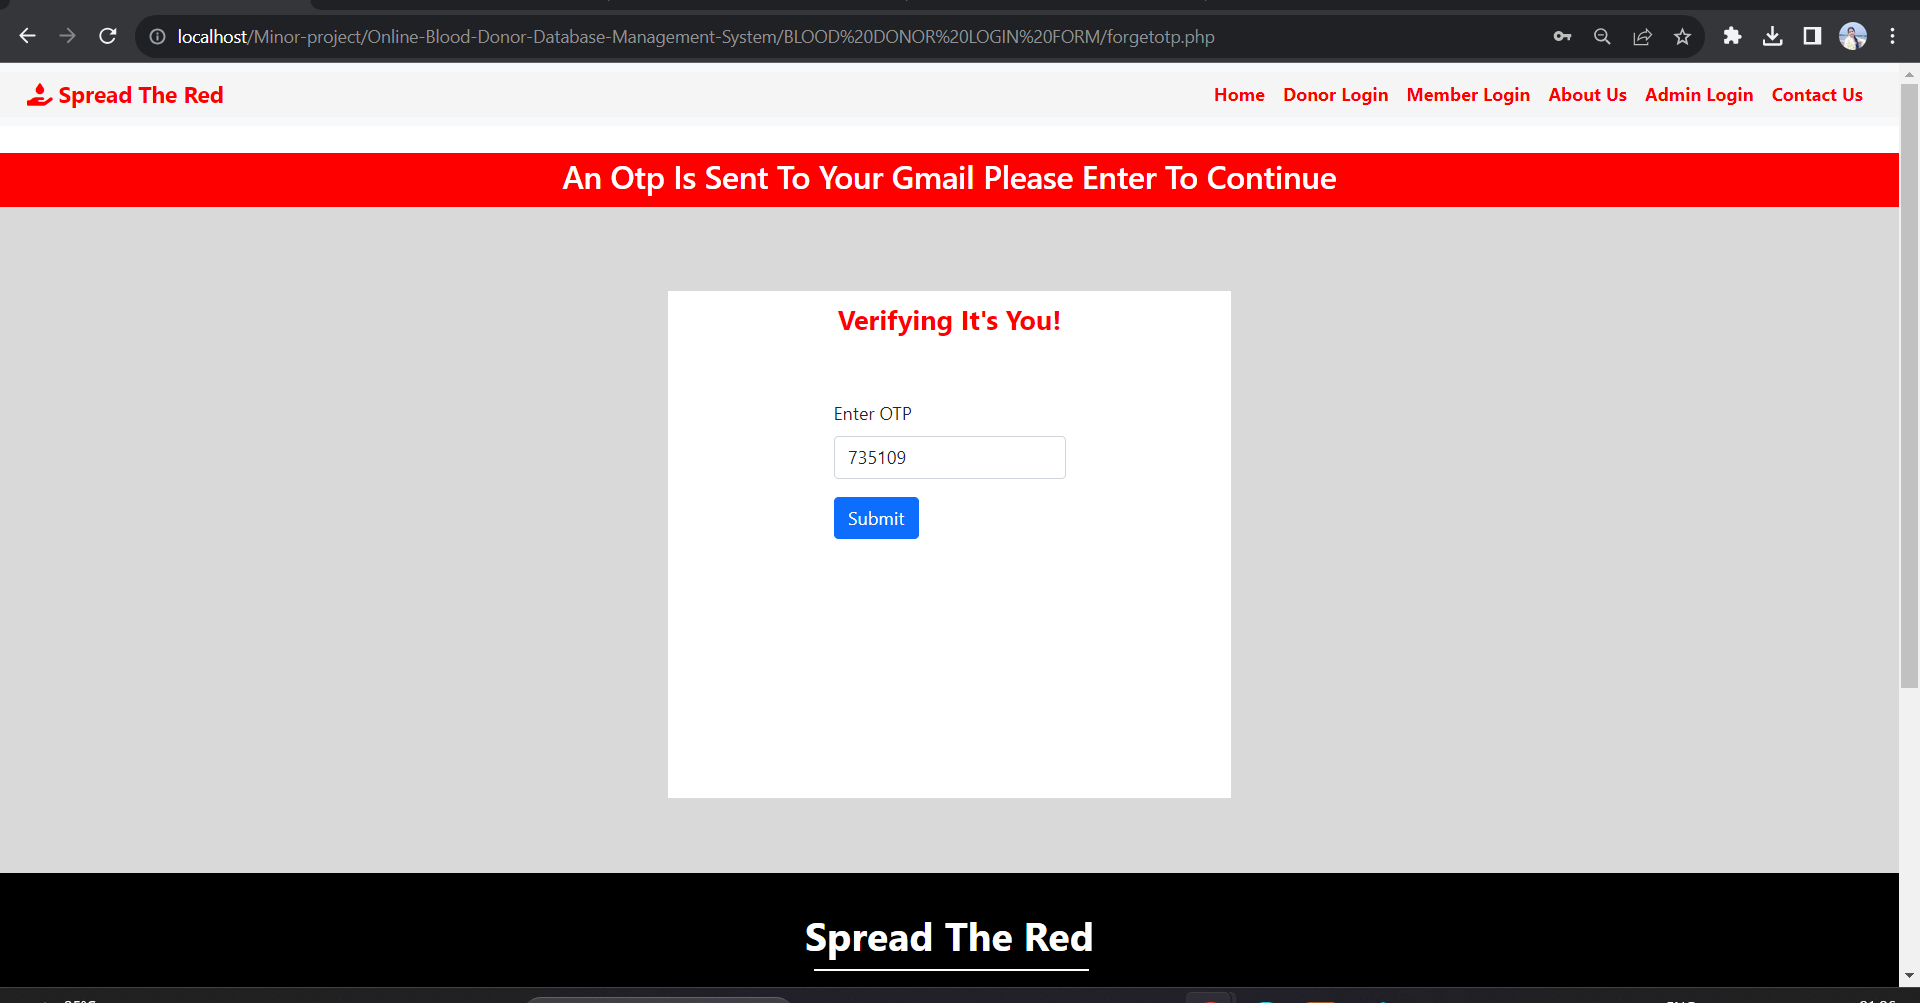 localhost/Minor-project/Online-Blood-Donor-Database-Management-System/BLOOD%20DONOR%20LOGIN%20FORM/forgetotp.php
Spread The Red
Home Donor Login Member Login About Us Admin Login Contact Us
An Otp Is Sent To Your Gmail Please Enter To Continue
Verifying It's You!
Enter OTP
735109
Submit
Spread The Red